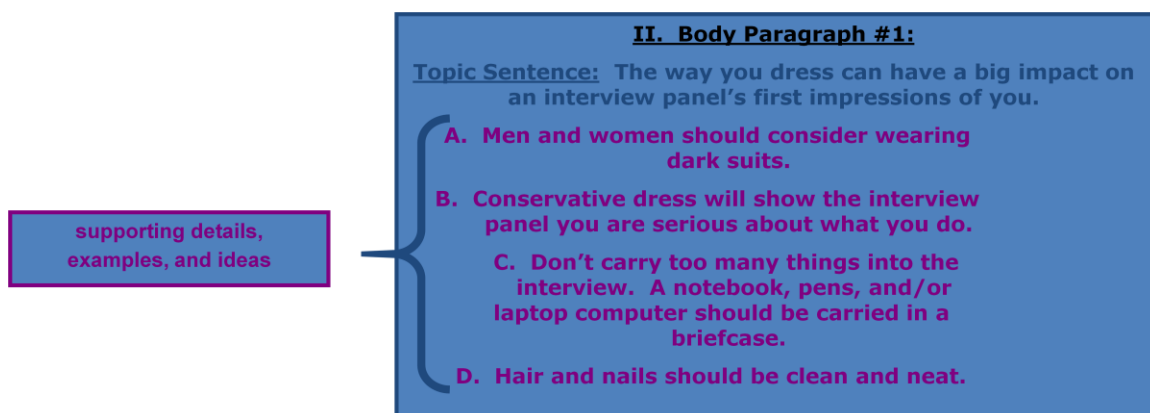 II. Body Paragraph #1:
Topic Sentence: The way you dress can have a big impact on
an interview panel’s first impressions of you.
A. Men and women should consider wearing
dark suits.
B. Conservative dress will show the interview
panel you are serious about what you do.
C. Don’t carry too many things into the
interview. A notebook, pens, and/or
laptop computer should be carried in a
briefcase.
D. Hair and nails should be clean and neat.
supporting details,
examples, and ideas